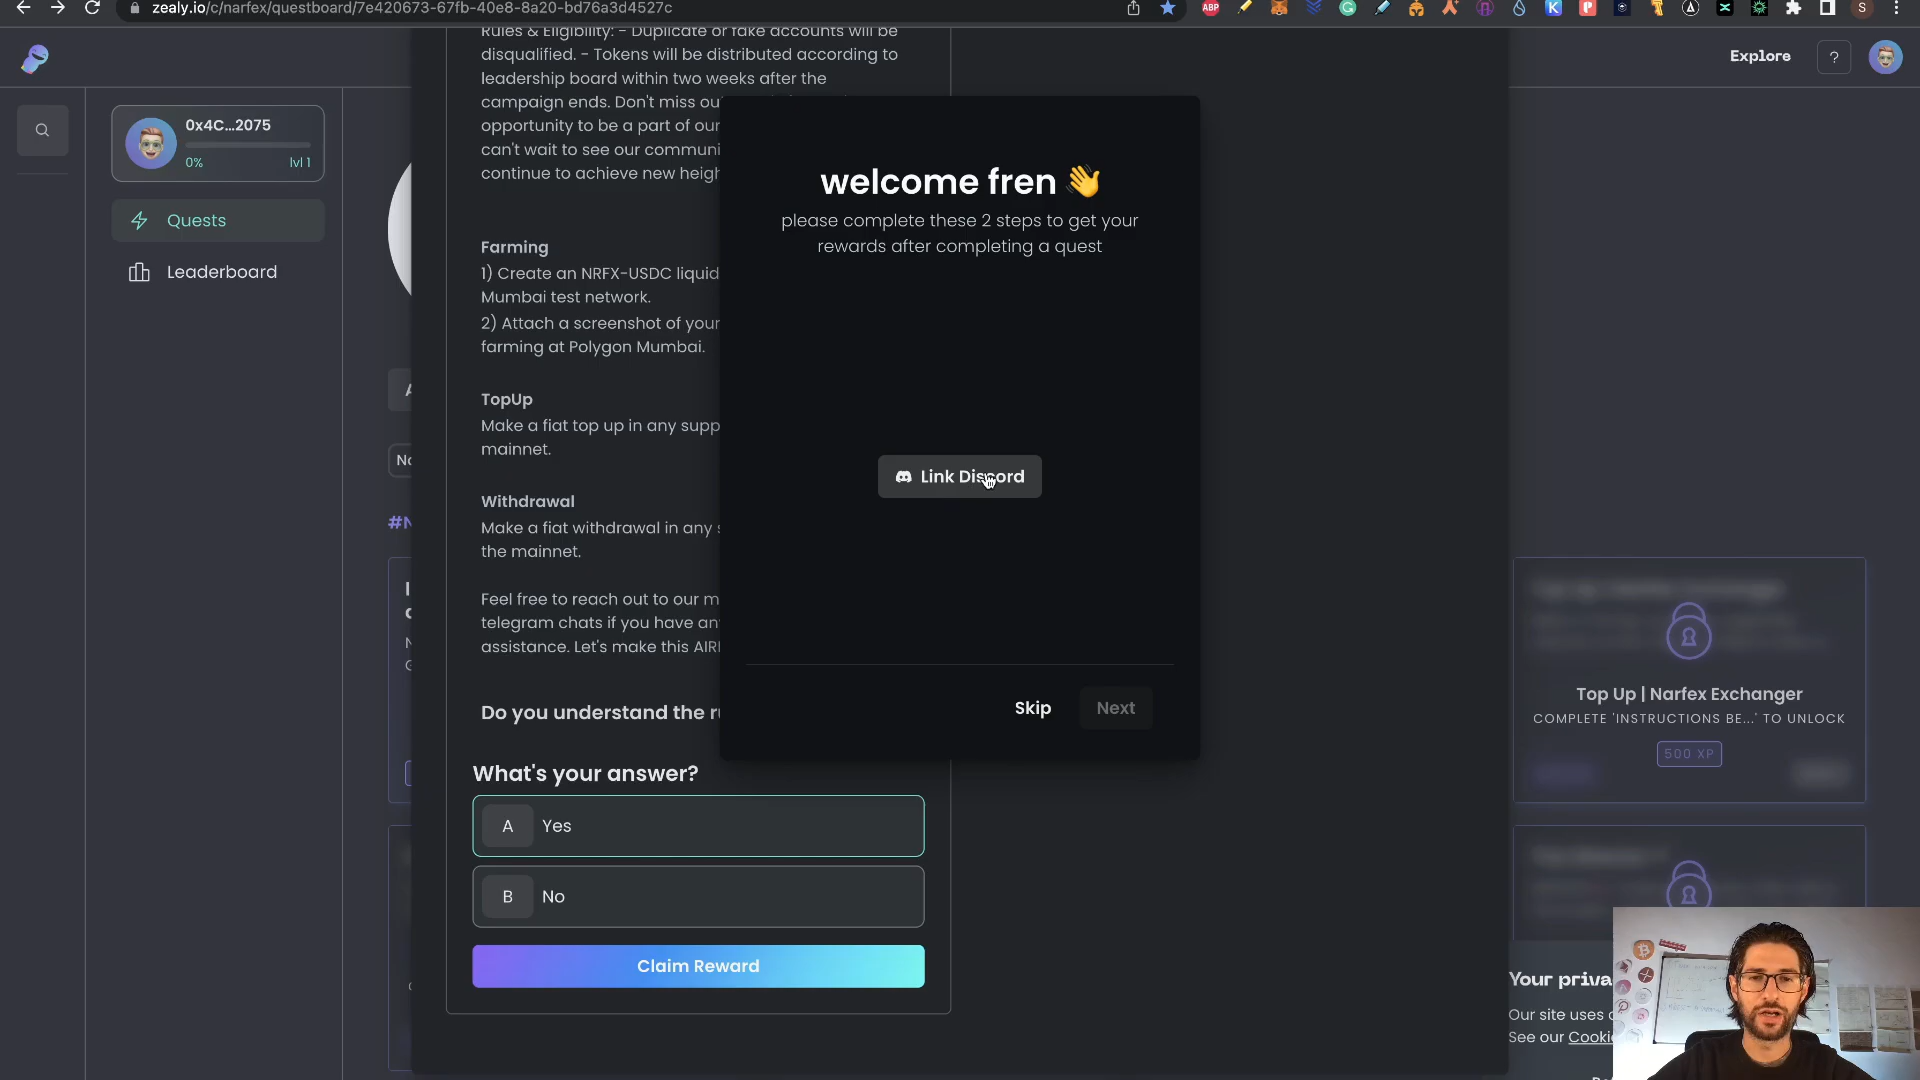 zealy.io/c/narfex/questboard/7e420673-67fb-40e8-8a20-bd76a3d4527c
ABP
S
Explore
?
0x4C...2075
0%
lvl 1
Quests
Leaderboard
Rules & Eligibility: - Duplicate or fake accounts will be
disqualified. - Tokens will be distributed according to
leadership board within two weeks after the
campaign ends. Don't miss ou
opportunity to be a part of our
can't wait to see our communi
continue to achieve new heigh
Farming
1) Create an NRFX-USDC liquid
Mumbai test network.
2) Attach a screenshot of your
farming at Polygon Mumbai.
TopUp
Make a fiat top up in any supp
mainnet.
Withdrawal
Make a fiat withdrawal in any s
the mainnet.
Feel free to reach out to our m
telegram chats if you have an
assistance. Let's make this AIR
Do you understand the ru
What's your answer?
A Yes
B No
Claim Reward
welcome fren 👋
please complete these 2 steps to get your
rewards after completing a quest
Link Discord
Skip
Next
Top Up | Narfex Exchanger
COMPLETE 'INSTRUCTIONS BE...' TO UNLOCK
500 XP
Your priva
Our site uses c
See our Cookie